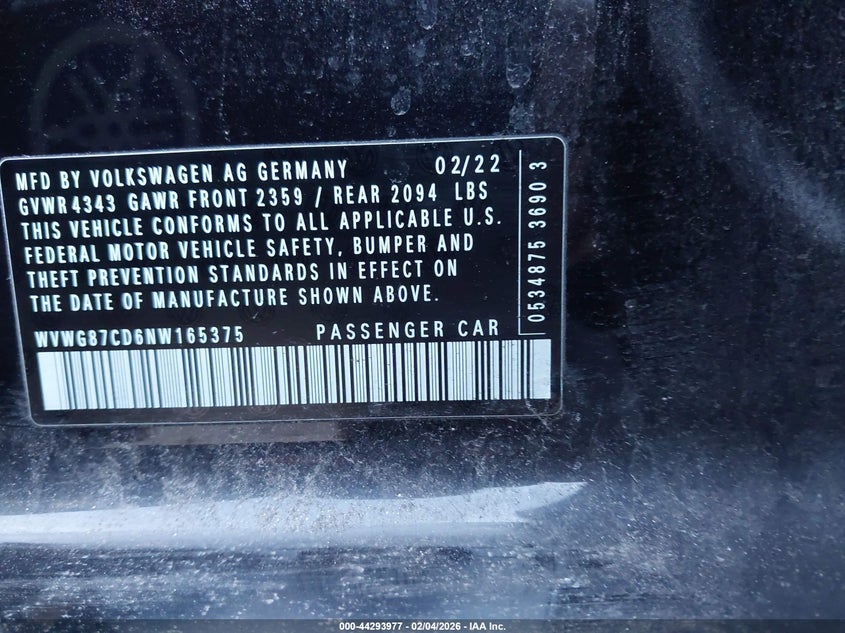 MFD BY VOLKSWAGEN AG GERMANY 02/22
GVWR 4343 GAWR FRONT 2359 / REAR 2094 LBS
THIS VEHICLE CONFORMS TO ALL APPLICABLE U.S.
FEDERAL MOTOR VEHICLE SAFETY, BUMPER AND
THEFT PREVENTION STANDARDS IN EFFECT ON
THE DATE OF MANUFACTURE SHOWN ABOVE.
WVWG87CD6NW165375 PASSENGER CAR
0534875 3690 3
000-44293977 - 02/04/2026 - IAA Inc.